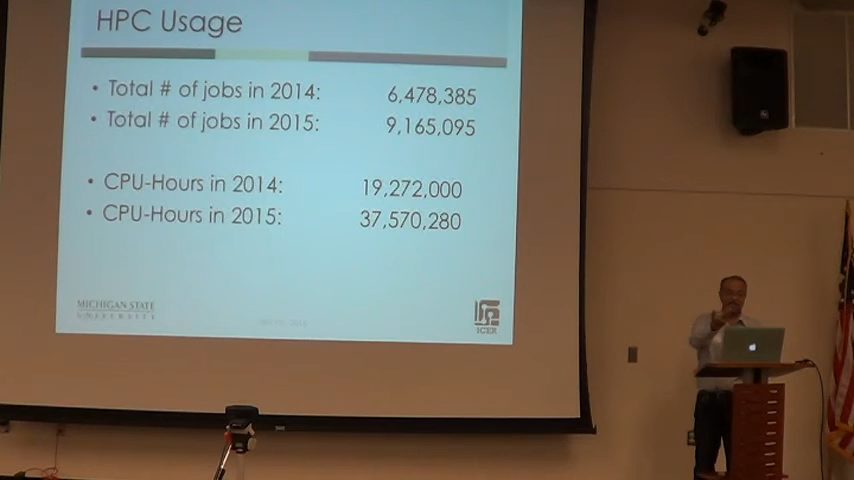 HPC Usage
• Total # of jobs in 2014: 6,478,385
• Total # of jobs in 2015: 9,165,095
• CPU-Hours in 2014: 19,272,000
• CPU-Hours in 2015: 37,570,280
MICHIGAN STATE
UNIVERSITY
ICER